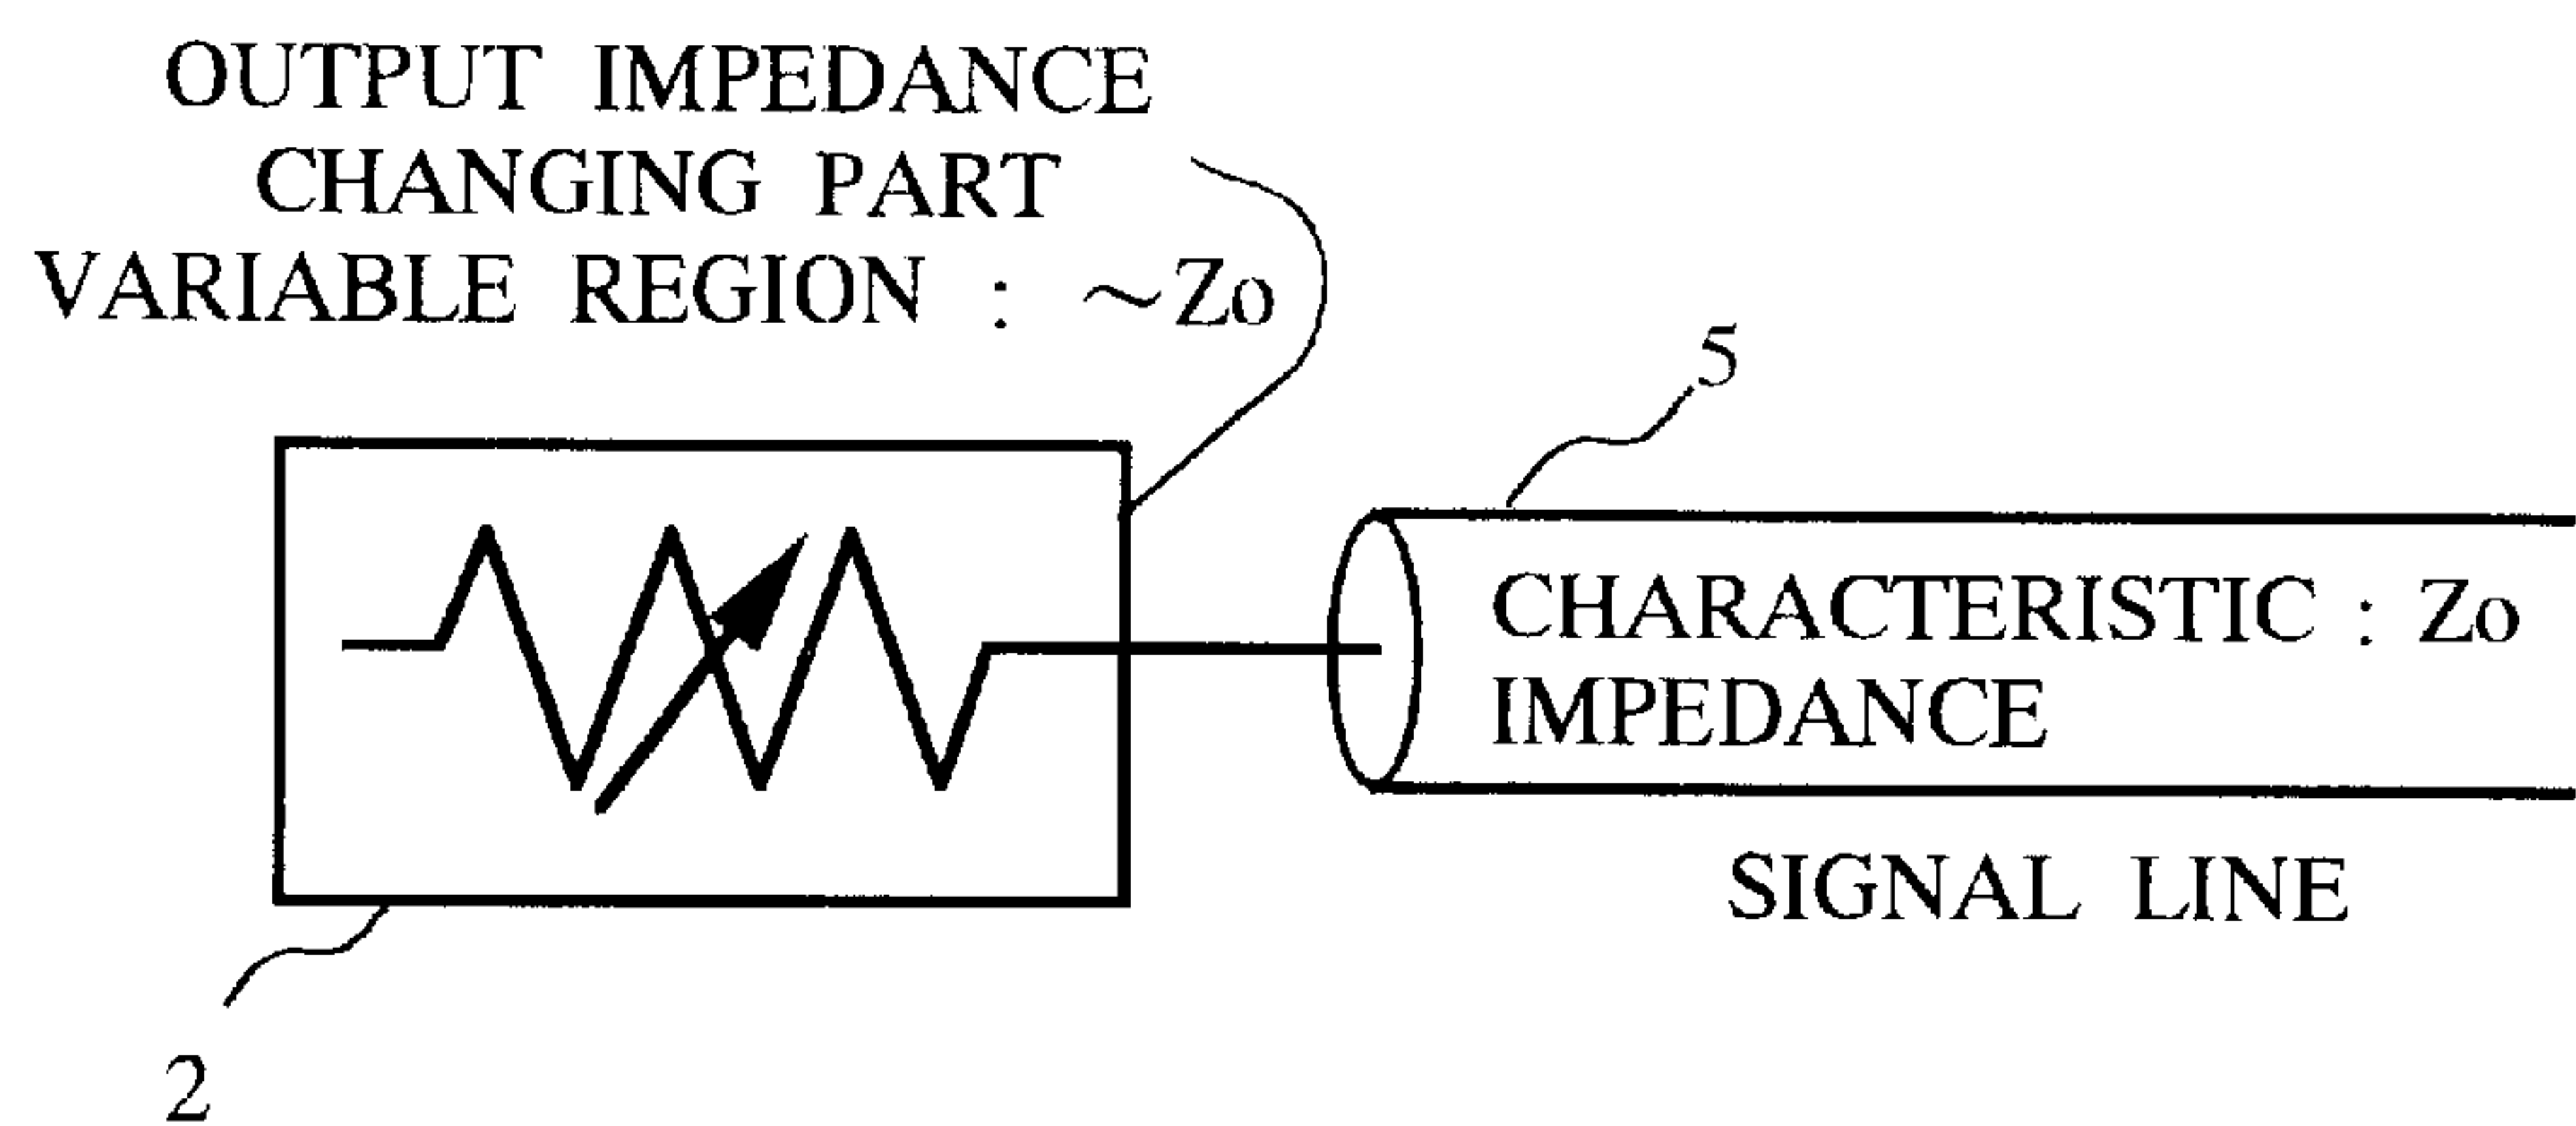 OUTPUT IMPEDANCE
CHANGING PART
VARIABLE REGION : ~Zo
5
CHARACTERISTIC : Zo
IMPEDANCE
SIGNAL LINE
2